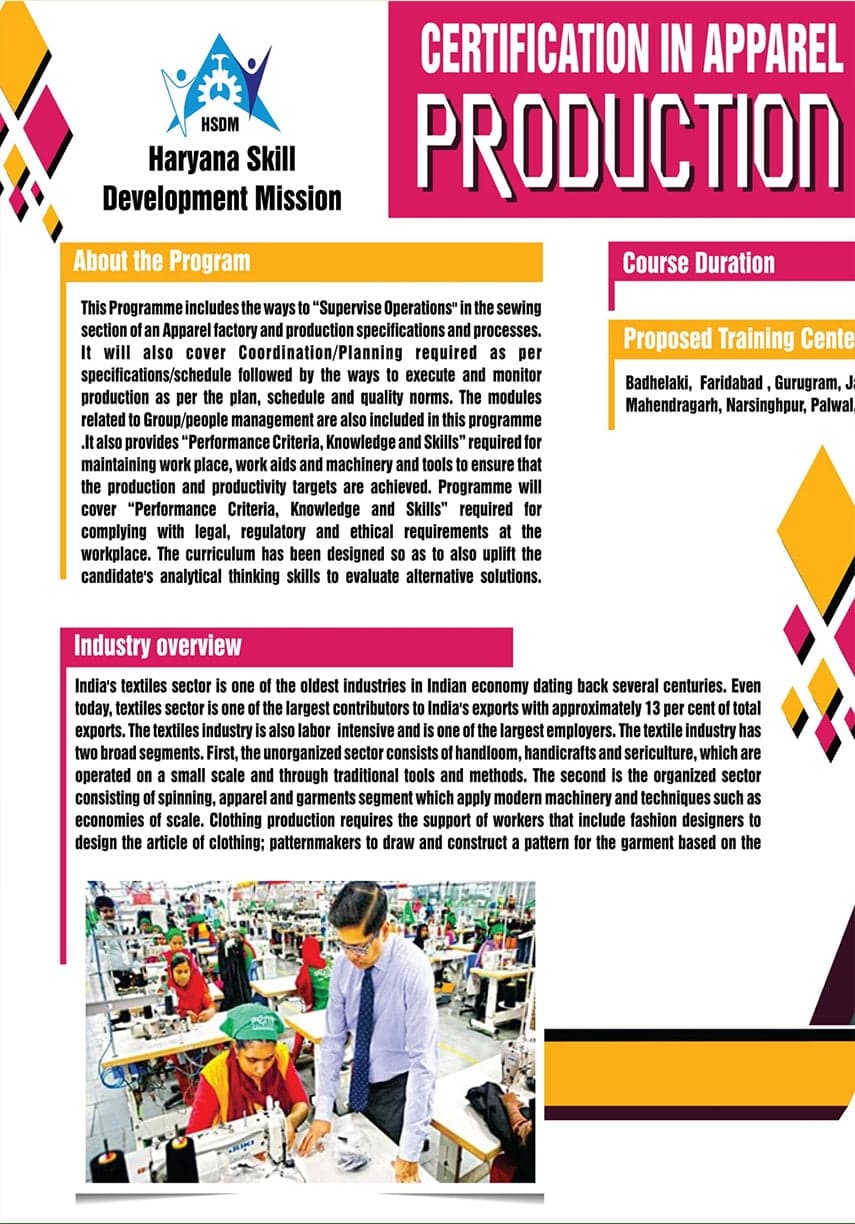 HSDM
Haryana Skill
Development Mission
CERTIFICATION IN APPAREL
PRODUCTION
About the Program
This Programme includes the ways to “Supervise Operations" in the sewing
section of an Apparel factory and production specifications and processes.
It will also cover Coordination/Planning required as per
specifications/schedule followed by the ways to execute and monitor
production as per the plan, schedule and quality norms. The modules
related to Group/people management are also included in this programme
.It also provides “Performance Criteria, Knowledge and Skills” required for
maintaining work place, work aids and machinery and tools to ensure that
the production and productivity targets are achieved. Programme will
cover “Performance Criteria, Knowledge and Skills” required for
complying with legal, regulatory and ethical requirements at the
workplace. The curriculum has been designed so as to also uplift the
candidate's analytical thinking skills to evaluate alternative solutions.
Course Duration
Proposed Training Cente
Badhelaki, Faridabad , Gurugram, Ja
Mahendragarh, Narsinghpur, Palwal,
Industry overview
India's textiles sector is one of the oldest industries in Indian economy dating back several centuries. Even
today, textiles sector is one of the largest contributors to India's exports with approximately 13 per cent of total
exports. The textiles industry is also labor intensive and is one of the largest employers. The textile industry has
two broad segments. First, the unorganized sector consists of handloom, handicrafts and sericulture, which are
operated on a small scale and through traditional tools and methods. The second is the organized sector
consisting of spinning, apparel and garments segment which apply modern machinery and techniques such as
economies of scale. Clothing production requires the support of workers that include fashion designers to
design the article of clothing; patternmakers to draw and construct a pattern for the garment based on the
JUKI